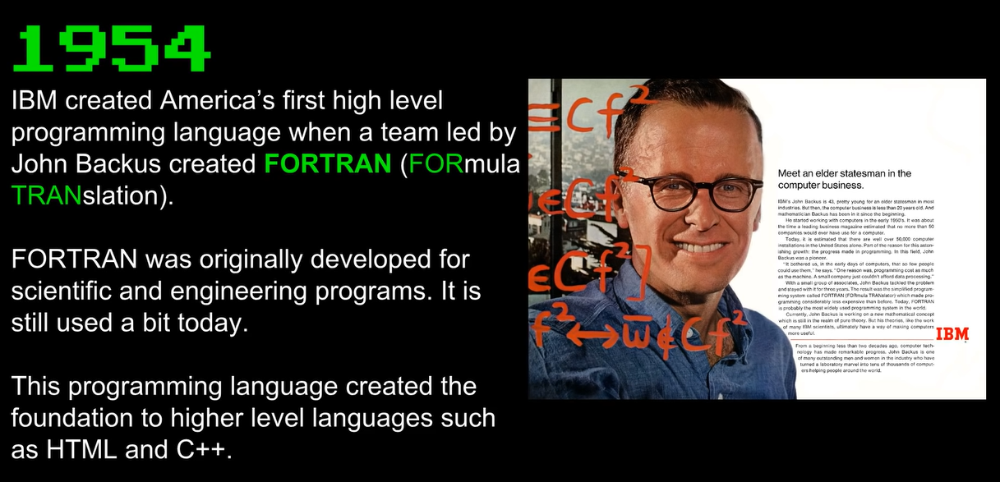 1954
IBM created America's first high level
programming language when a team led by
John Backus created FORTRAN (FORmula
TRANslation).
FORTRAN was originally developed for
scientific and engineering programs. It is
still used a bit today.
This programming language created the
foundation to higher level languages such
as HTML and C++.
≡Cf²
ιεCf²
εCf²]
f²↔w¢Cf²
Meet an elder statesman in the
computer business.
IBM's John Backus is 43, pretty young for an elder statesman in most
industries. But then, the computer business is less than 20 years old. And
mathematician Backus has been in it since the beginning.
He started working with computers in the early 1950's. It was about
the time a leading business magazine estimated that no more than 50
companies would ever have use for a computer.
Today, it is estimated that there are well over 50,000 computer
installations in the United States alone. Part of the reason for this aston-
ishing growth: the progress made in programming. In this field, John
Backus was a pioneer.
"It bothered us, in the early days of computers, that so few people
could use them," he says. "One reason was, programming cost as much
as the machine. A small company just couldn't afford data processing."
With a small group of associates, John Backus tackled the problem
and stayed with it for three years. The result was the simplified program-
ming system called FORTRAN (FORmula TRANslator) which made pro-
gramming considerably less expensive than before. Today, FORTRAN
is probably the most widely used programming system in the world.
Currently, John Backus is working on a new mathematical concept
which is still in the realm of pure theory. But his theories, like the work
of many IBM scientists, ultimately have a way of making computers
more useful.
IBM
From a beginning less than two decades ago, computer tech-
nology has made remarkable progress. John Backus is one
of many outstanding men and women in the industry who have
turned a laboratory marvel into tens of thousands of comput-
ers helping people around the world.